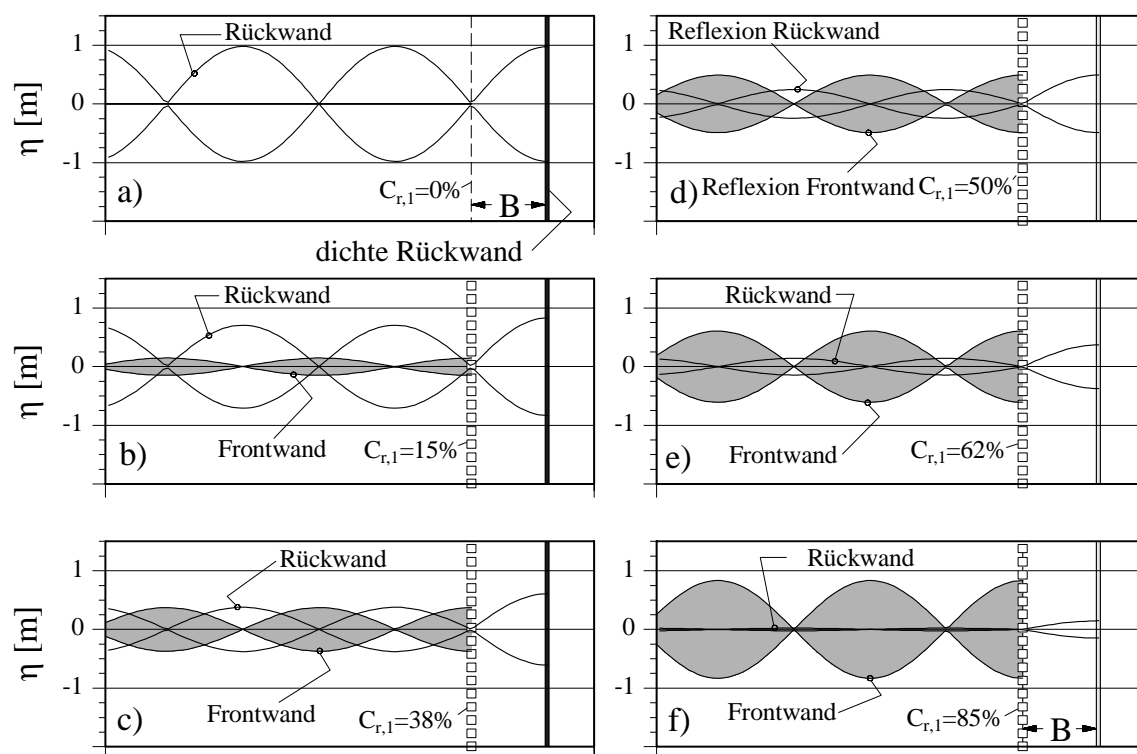 η [m]
1
0
-1
Rückwand
a)
C_{r,1}=0%
B
dichte Rückwand
Reflexion Rückwand
1
0
-1
Reflexion Frontwand
C_{r,1}=50%
d)
η [m]
1
0
-1
Rückwand
b)
Frontwand
C_{r,1}=15%
1
0
-1
Rückwand
e)
Frontwand
C_{r,1}=62%
η [m]
1
0
-1
Rückwand
c)
Frontwand
C_{r,1}=38%
1
0
-1
Rückwand
Frontwand
C_{r,1}=85%
f)
B